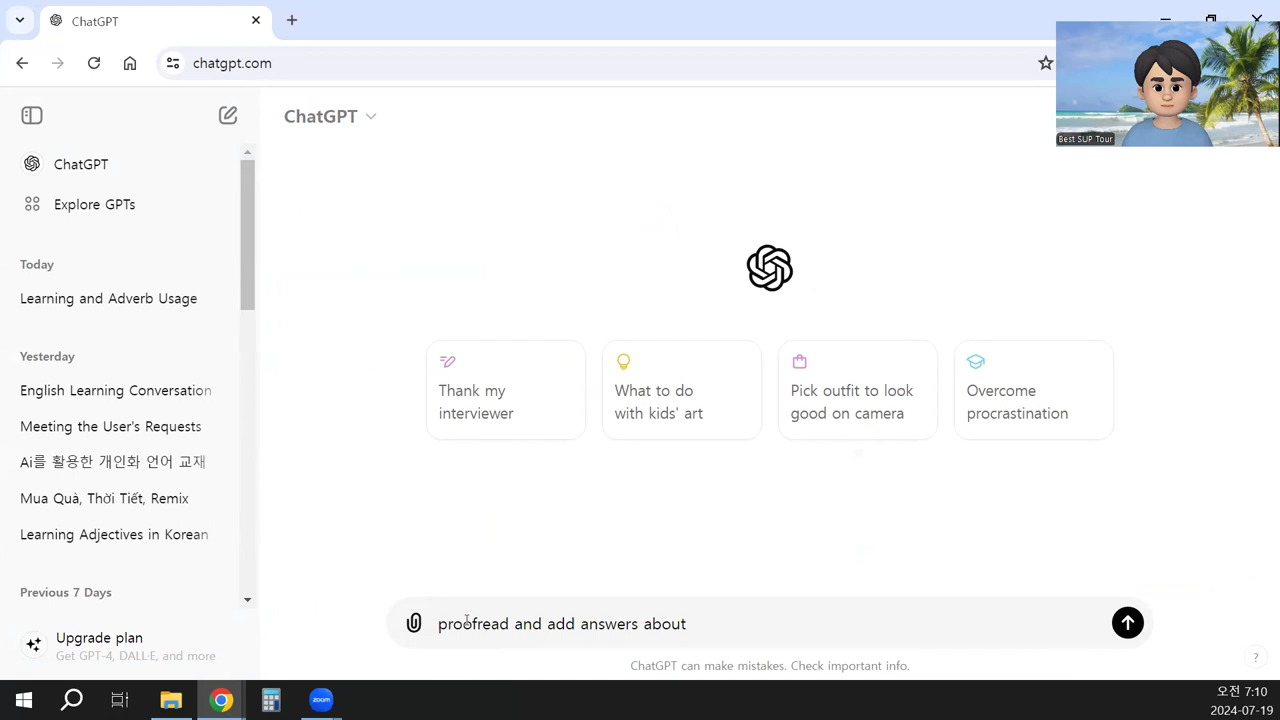 ChatGPT
chatgpt.com
Best SUP Tour
ChatGPT
ChatGPT
Explore GPTs
Today
Learning and Adverb Usage
Yesterday
English Learning Conversation
Meeting the User's Requests
Ai를 활용한 개인화 언어 교재
Mua Quà, Thời Tiết, Remix
Learning Adjectives in Korean
Previous 7 Days
Upgrade plan
Get GPT-4, DALL·E, and more
Thank my
interviewer
What to do
with kids' art
Pick outfit to look
good on camera
Overcome
procrastination
proofread and add answers about
ChatGPT can make mistakes. Check important info.
?
zoom
오전 7:10
2024-07-19